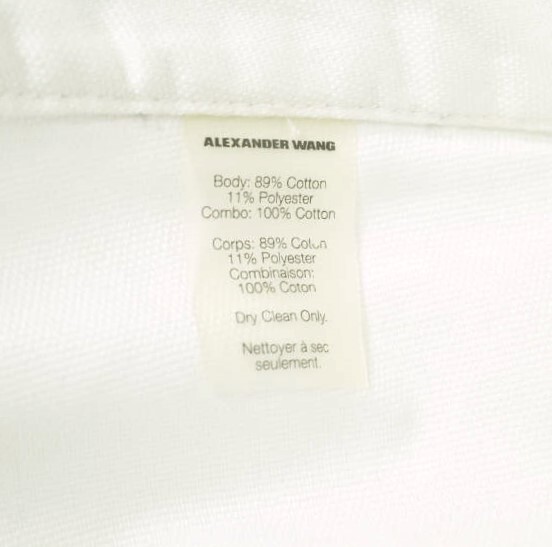 ALEXANDER WANG
Body: 89% Cotton
11% Polyester
Combo: 100% Cotton
Corps: 89% Coton
11% Polyester
Combinaison:
100% Coton
Dry Clean Only.
Nettoyer à sec
seulement.